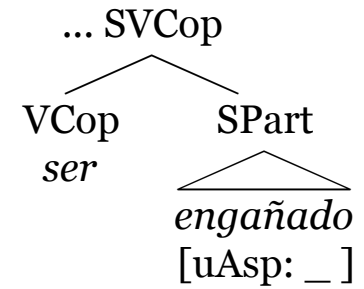 ... SVCop
VCop SPart
ser
engañado
[uAsp: _ ]